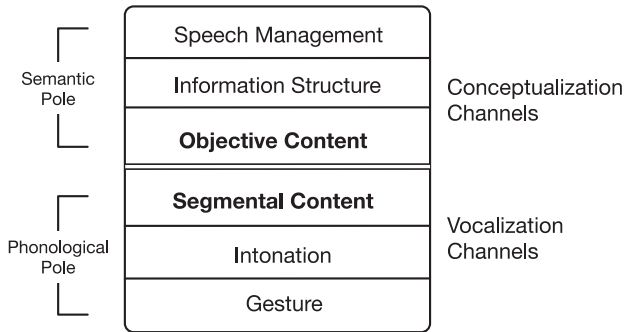 Speech Management
Information Structure
Objective Content
Segmental Content
Intonation
Gesture
Semantic
Pole
Phonological
Pole
Conceptualization
Channels
Vocalization
Channels